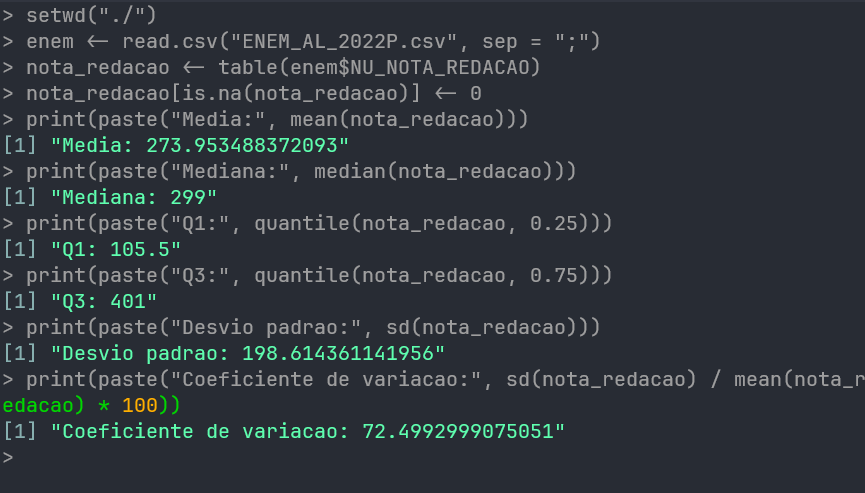 > setwd("./")
> enem <- read.csv("ENEM_AL_2022P.csv", sep = ";")
> nota_redacao <- table(enem$NU_NOTA_REDACAO)
> nota_redacao[is.na(nota_redacao)] <- 0
> print(paste("Media:", mean(nota_redacao)))
[1] "Media: 273.953488372093"
> print(paste("Mediana:", median(nota_redacao)))
[1] "Mediana: 299"
> print(paste("Q1:", quantile(nota_redacao, 0.25)))
[1] "Q1: 105.5"
> print(paste("Q3:", quantile(nota_redacao, 0.75)))
[1] "Q3: 401"
> print(paste("Desvio padrao:", sd(nota_redacao)))
[1] "Desvio padrao: 198.614361141956"
> print(paste("Coeficiente de variacao:", sd(nota_redacao) / mean(nota_r
edacao) * 100))
[1] "Coeficiente de variacao: 72.4992999075051"
>